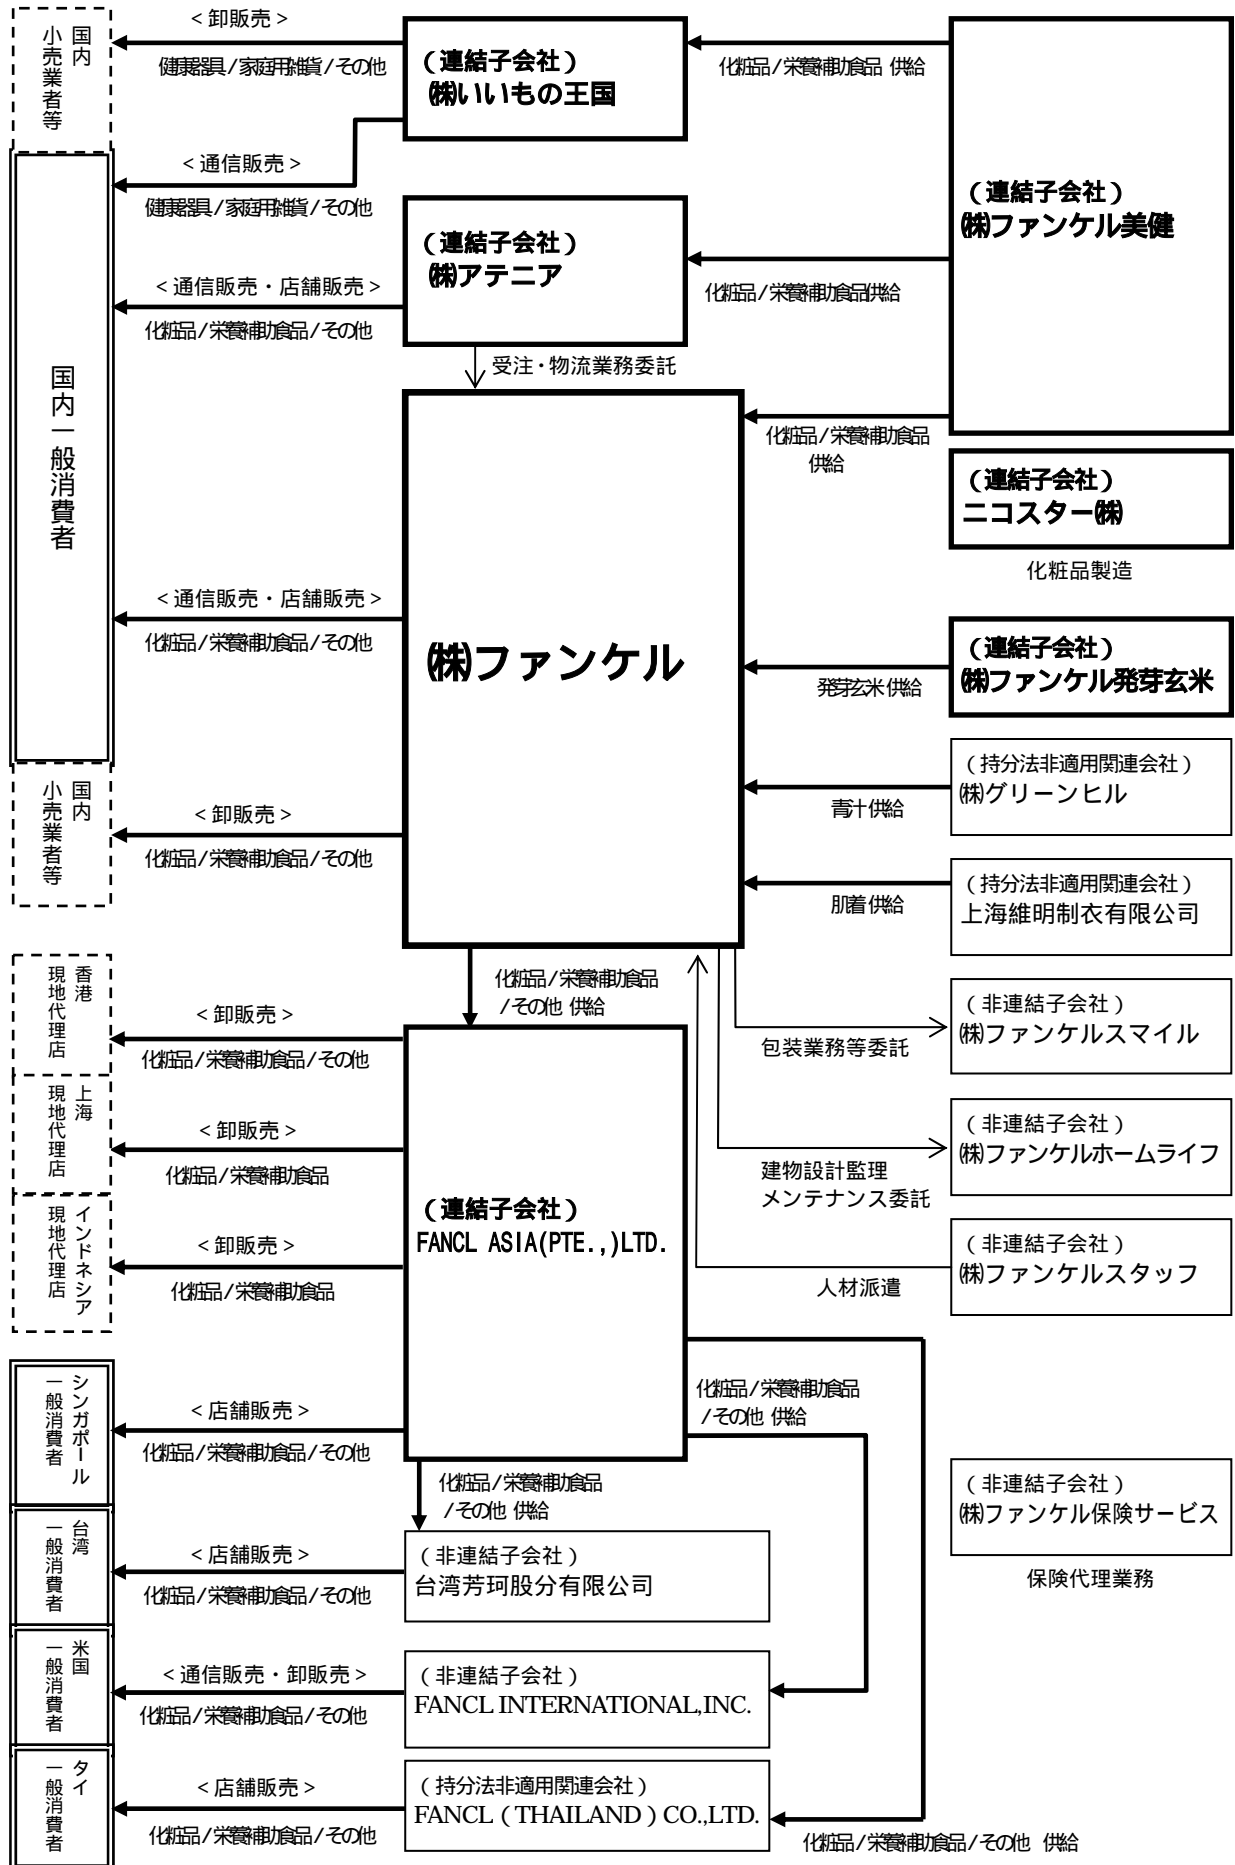 国内
小売業者等
<卸販売>
健康器具/家庭用雑貨/その他
(連結子会社)
㈱いいもの王国
化粧品/栄養補助食品 供給
(連結子会社)
㈱ファンケル美健
<通信販売>
健康器具/家庭用雑貨/その他
(連結子会社)
㈱アテニア
化粧品/栄養補助食品供給
<通信販売・店舗販売>
化粧品/栄養補助食品/その他
受注・物流業務委託
国内一般消費者
化粧品/栄養補助食品
供給
(連結子会社)
ニコスター㈱
化粧品製造
<通信販売・店舗販売>
化粧品/栄養補助食品/その他
㈱ファンケル
発芽玄米供給
(連結子会社)
㈱ファンケル発芽玄米
青汁供給
(持分法非適用関連会社)
㈱グリーンヒル
国内
小売業者等
<卸販売>
化粧品/栄養補助食品/その他
肌着供給
(持分法非適用関連会社)
上海維明制衣有限公司
化粧品/栄養補助食品
/その他 供給
香港
現地代理店
<卸販売>
化粧品/栄養補助食品/その他
包装業務等委託
(非連結子会社)
㈱ファンケルスマイル
上海
現地代理店
<卸販売>
化粧品/栄養補助食品
建物設計監理
メンテナンス委託
(非連結子会社)
㈱ファンケルホームライフ
(連結子会社)
FANCL ASIA(PTE.,)LTD.
インドネシア
現地代理店
<卸販売>
化粧品/栄養補助食品
人材派遣
(非連結子会社)
㈱ファンケルスタッフ
シンガポール
一般消費者
<店舗販売>
化粧品/栄養補助食品/その他
化粧品/栄養補助食品
/その他 供給
化粧品/栄養補助食品
/その他 供給
(非連結子会社)
㈱ファンケル保険サービス
保険代理業務
台湾
一般消費者
<店舗販売>
化粧品/栄養補助食品/その他
(非連結子会社)
台湾芳珂股分有限公司
米国
一般消費者
<通信販売・卸販売>
化粧品/栄養補助食品/その他
(非連結子会社)
FANCL INTERNATIONAL,INC.
タイ
一般消費者
<店舗販売>
化粧品/栄養補助食品/その他
(持分法非適用関連会社)
FANCL(THAILAND)CO.,LTD.
化粧品/栄養補助食品/その他 供給